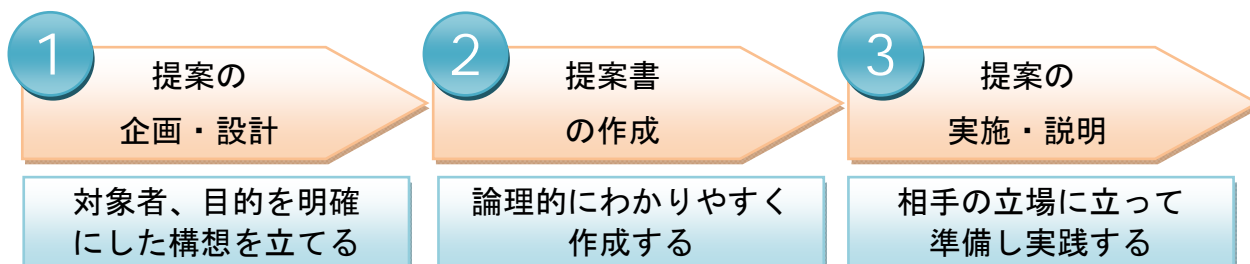 1
提案の
企画・設計
対象者、目的を明確
にした構想を立てる
2
提案書
の作成
論理的にわかりやすく
作成する
3
提案の
実施・説明
相手の立場に立って
準備し実践する